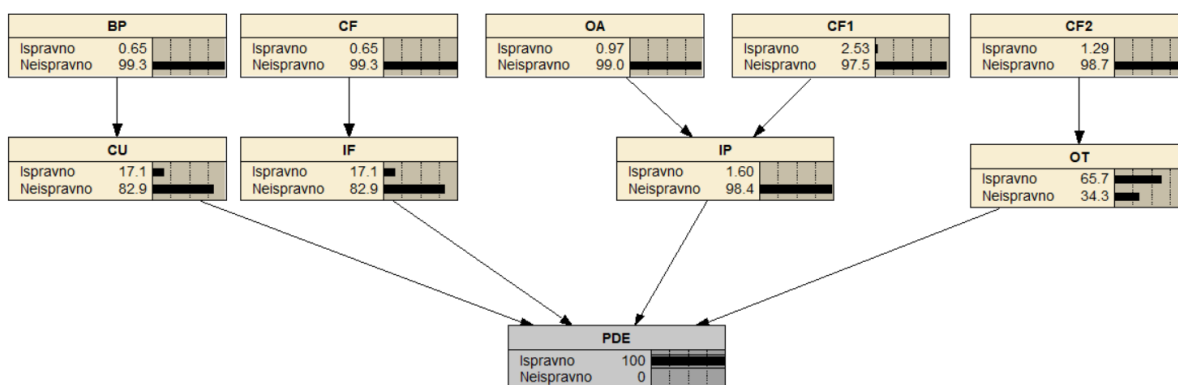 BP
Ispravno 0.65
Neispravno 99.3
CF
Ispravno 0.65
Neispravno 99.3
OA
Ispravno 0.97
Neispravno 99.0
CF1
Ispravno 2.53
Neispravno 97.5
CF2
Ispravno 1.29
Neispravno 98.7
CU
Ispravno 17.1
Neispravno 82.9
IF
Ispravno 17.1
Neispravno 82.9
IP
Ispravno 1.60
Neispravno 98.4
OT
Ispravno 65.7
Neispravno 34.3
PDE
Ispravno 100
Neispravno 0